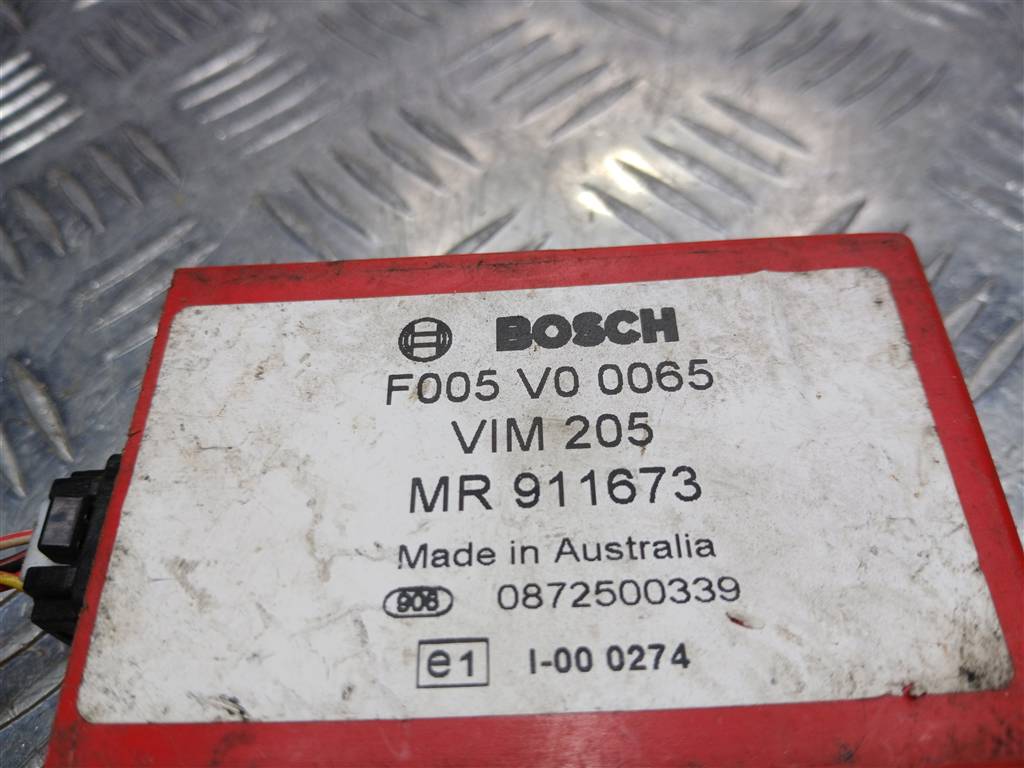 BOSCH
F005 V0 0065
VIM 205
MR 911673
Made in Australia
906 0872500339
e1 I-00 0274